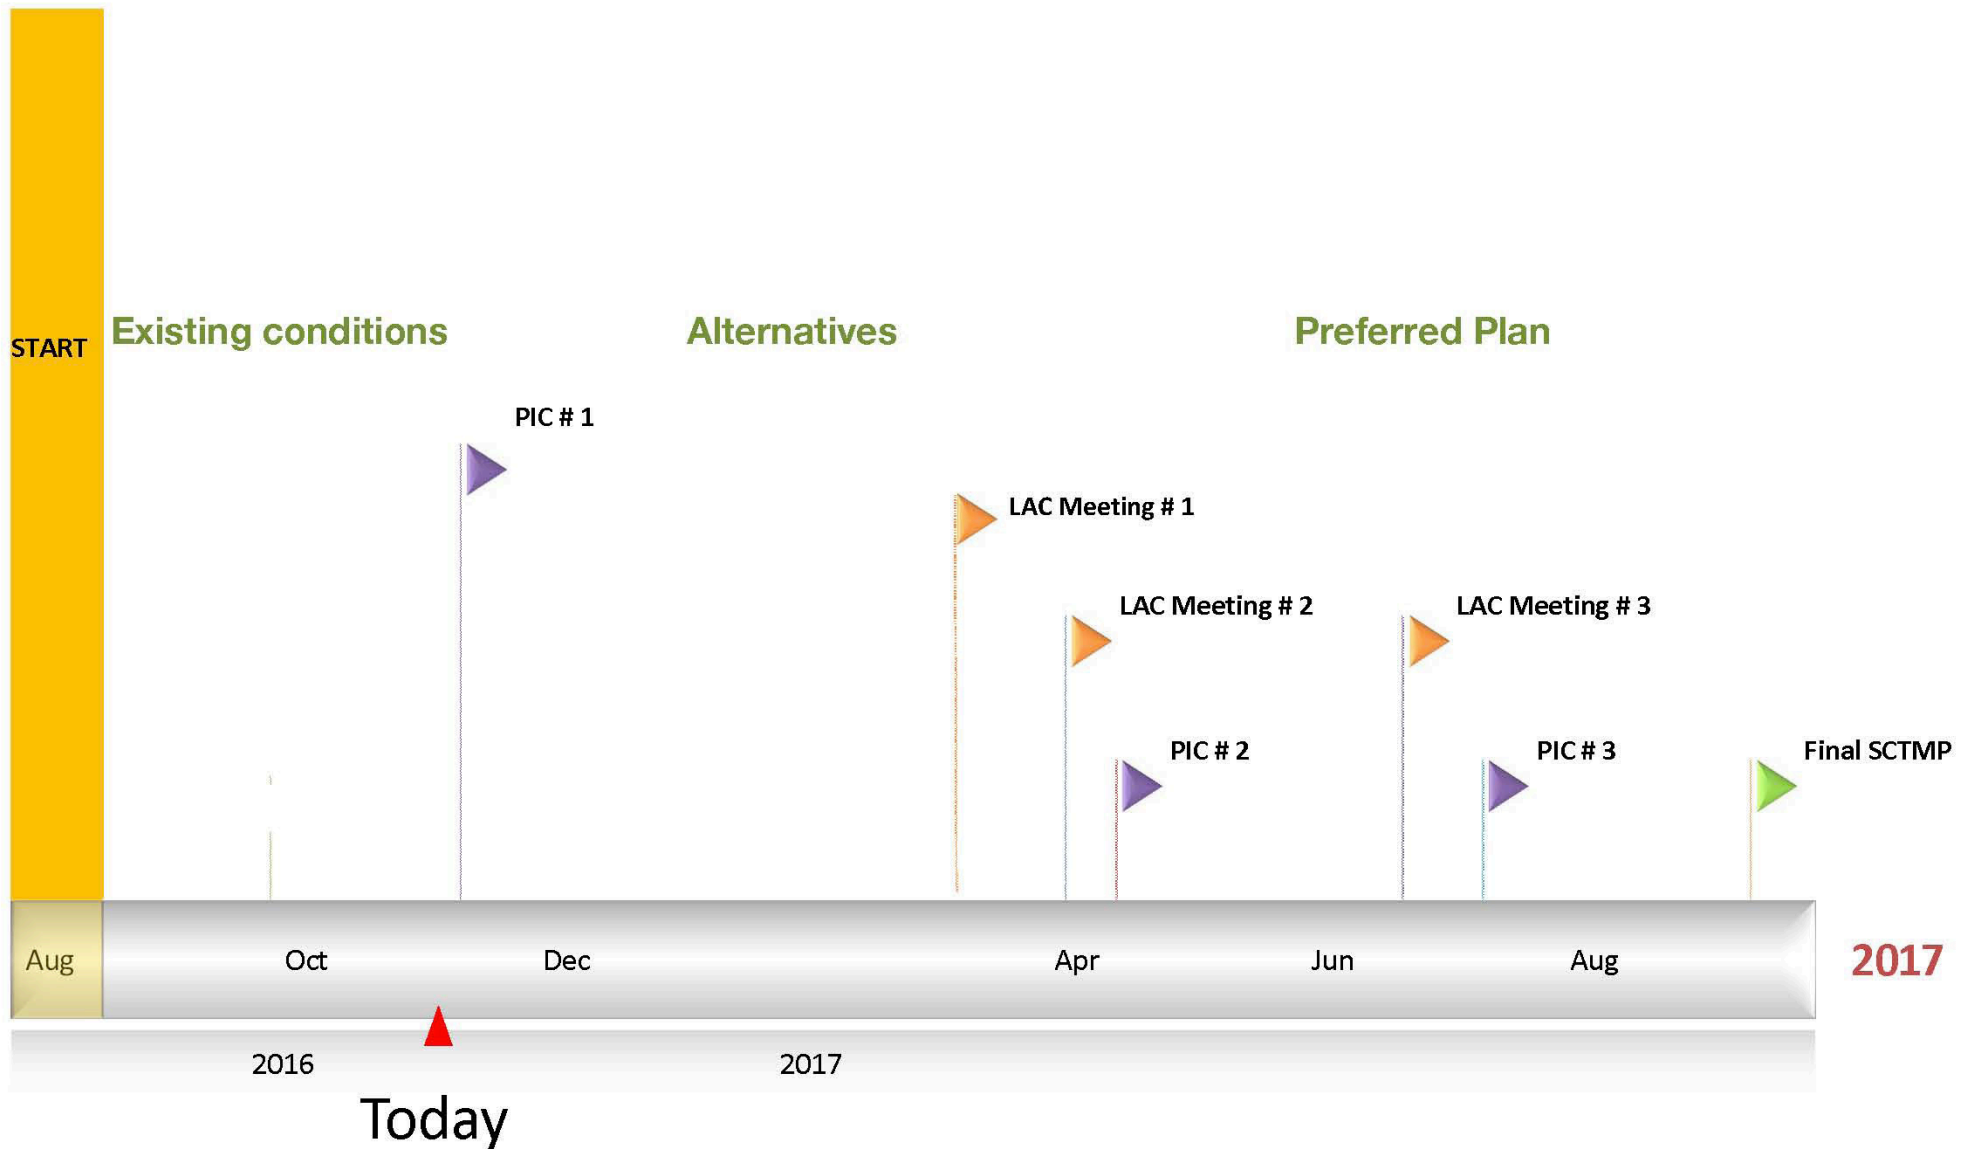 START
Existing conditions
Alternatives
Preferred Plan
PIC # 1
LAC Meeting # 1
LAC Meeting # 2
LAC Meeting # 3
PIC # 2
PIC # 3
Final SCTMP
Aug
Oct
Dec
Apr
Jun
Aug
2017
2016
2017
Today